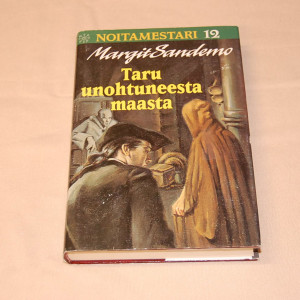 NOITAMESTARI 12
Margit Sandemo
Taru
unohtuneesta
maasta